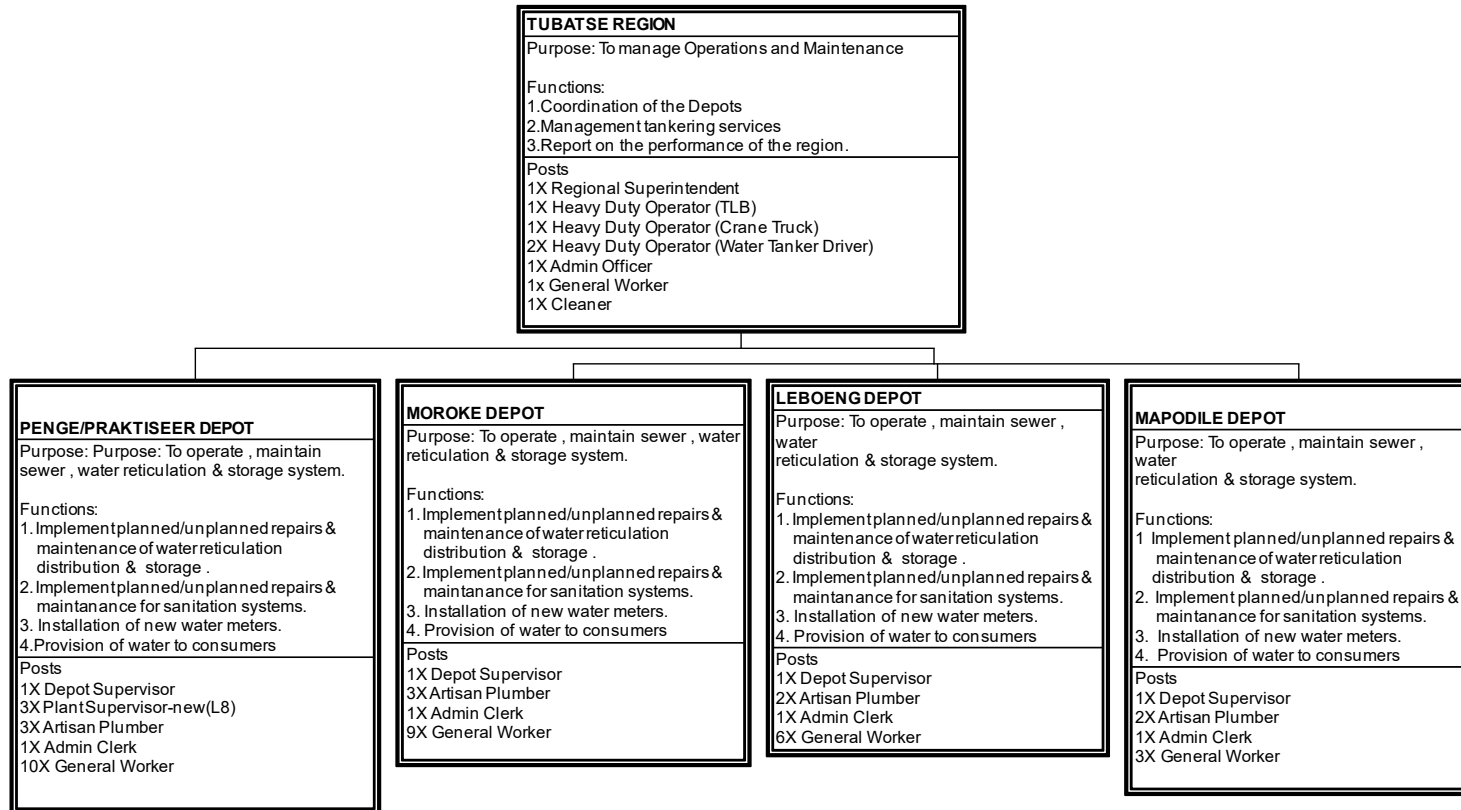 TUBATSE REGION
Purpose: To manage Operations and Maintenance
Functions:
1.Coordination of the Depots
2.Management tankering services
3.Report on the performance of the region.
Posts
1X Regional Superintendent
1X Heavy Duty Operator (TLB)
1X Heavy Duty Operator (Crane Truck)
2X Heavy Duty Operator (Water Tanker Driver)
1X Admin Officer
1x General Worker
1X Cleaner
PENGE/PRAKTISEER DEPOT
Purpose: Purpose: To operate , maintain
sewer , water reticulation & storage system.
Functions:
1. Implement planned/unplanned repairs &
maintenance of water reticulation
distribution & storage .
2. Implement planned/unplanned repairs &
maintanance for sanitation systems.
3. Installation of new water meters.
4.Provision of water to consumers
Posts
1X Depot Supervisor
3X Plant Supervisor-new(L8)
3X Artisan Plumber
1X Admin Clerk
10X General Worker
MOROKE DEPOT
Purpose: To operate , maintain sewer , water
reticulation & storage system.
Functions:
1. Implement planned/unplanned repairs &
maintenance of water reticulation
distribution & storage .
2. Implement planned/unplanned repairs &
maintanance for sanitation systems.
3. Installation of new water meters.
4. Provision of water to consumers
Posts
1X Depot Supervisor
3X Artisan Plumber
1X Admin Clerk
9X General Worker
LEBOENG DEPOT
Purpose: To operate , maintain sewer ,
water
reticulation & storage system.
Functions:
1. Implement planned/unplanned repairs &
maintenance of water reticulation
distribution & storage .
2. Implement planned/unplanned repairs &
maintanance for sanitation systems.
3. Installation of new water meters.
4. Provision of water to consumers
Posts
1X Depot Supervisor
2X Artisan Plumber
1X Admin Clerk
6X General Worker
MAPODILE DEPOT
Purpose: To operate , maintain sewer ,
water
reticulation & storage system.
Functions:
1 Implement planned/unplanned repairs &
maintenance of water reticulation
distribution & storage .
2. Implement planned/unplanned repairs &
maintanance for sanitation systems.
3. Installation of new water meters.
4. Provision of water to consumers
Posts
1X Depot Supervisor
2X Artisan Plumber
1X Admin Clerk
3X General Worker